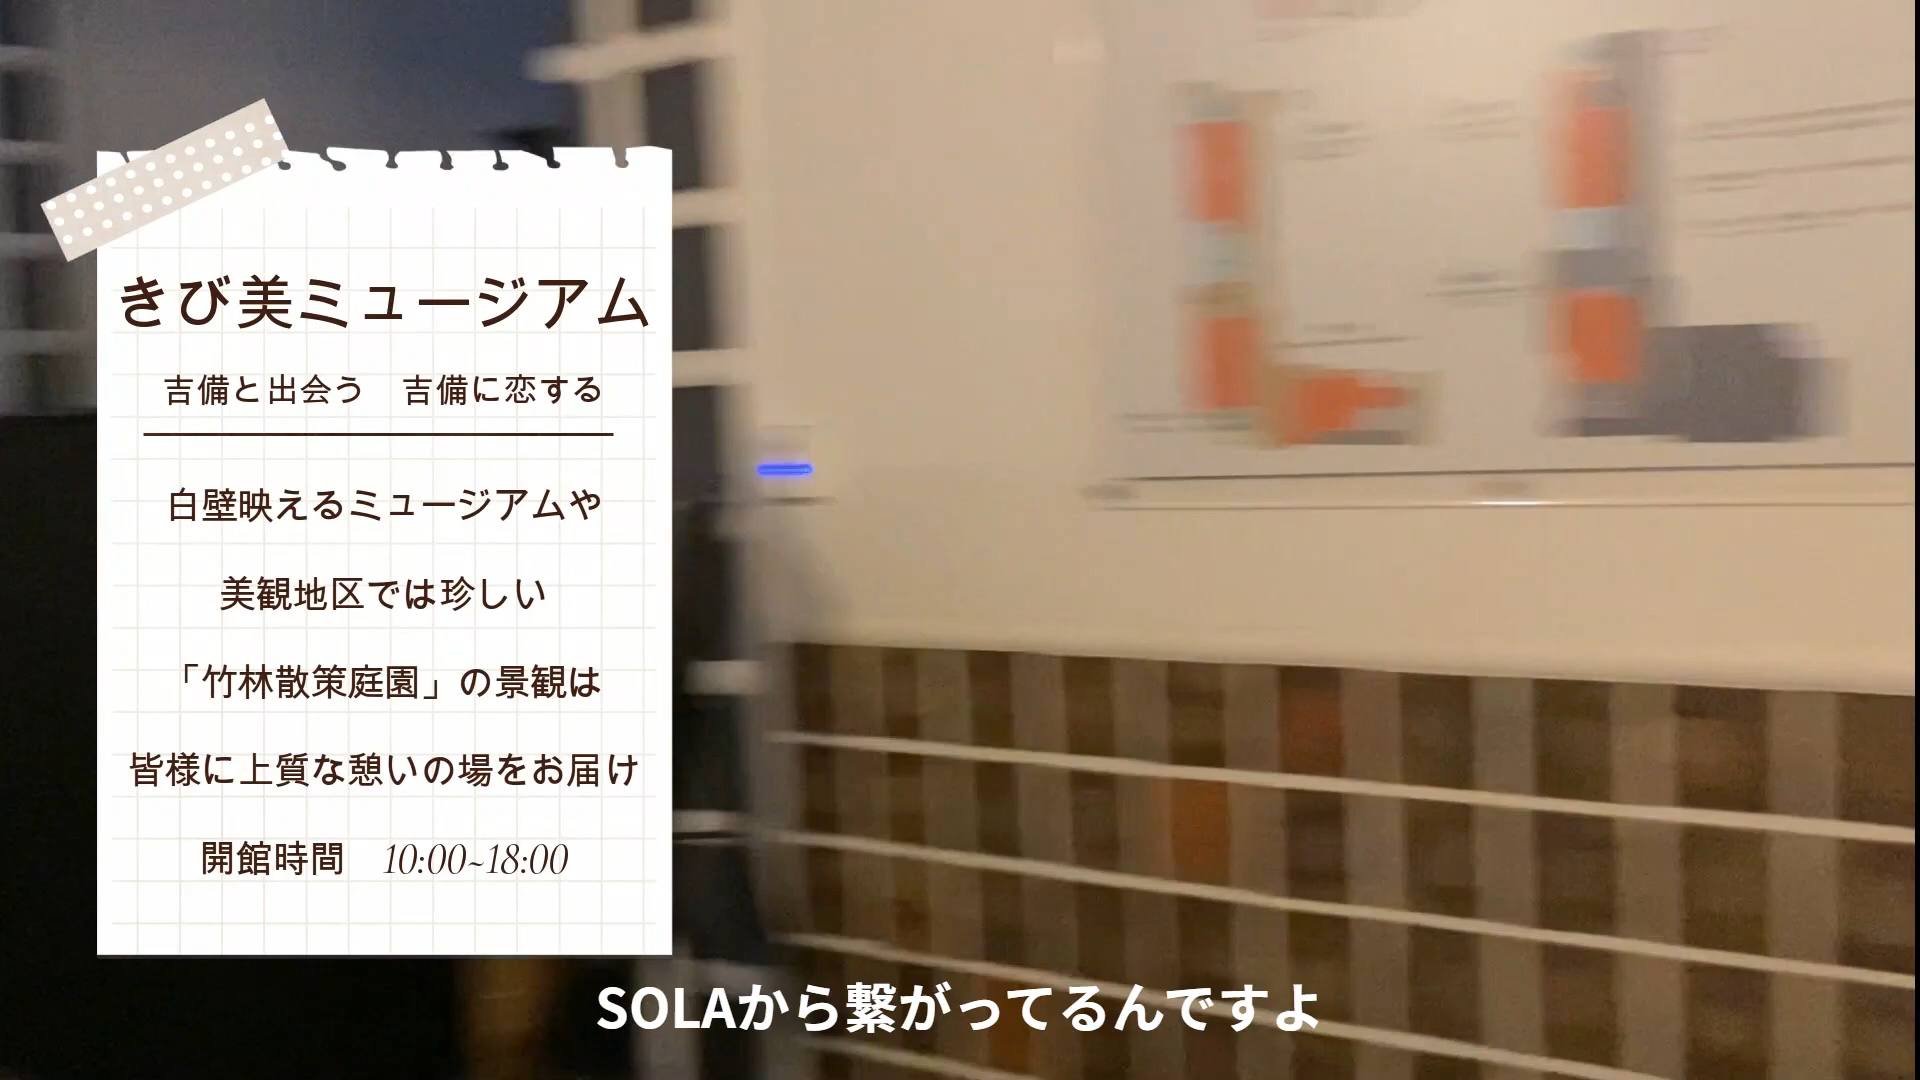 きび美ミュージアム
吉備と出会う　吉備に恋する
白壁映えるミュージアムや
美観地区では珍しい
「竹林散策庭園」の景観は
皆様に上質な憩いの場をお届け
開館時間　10:00~18:00
SOLAから繋がってるんですよ